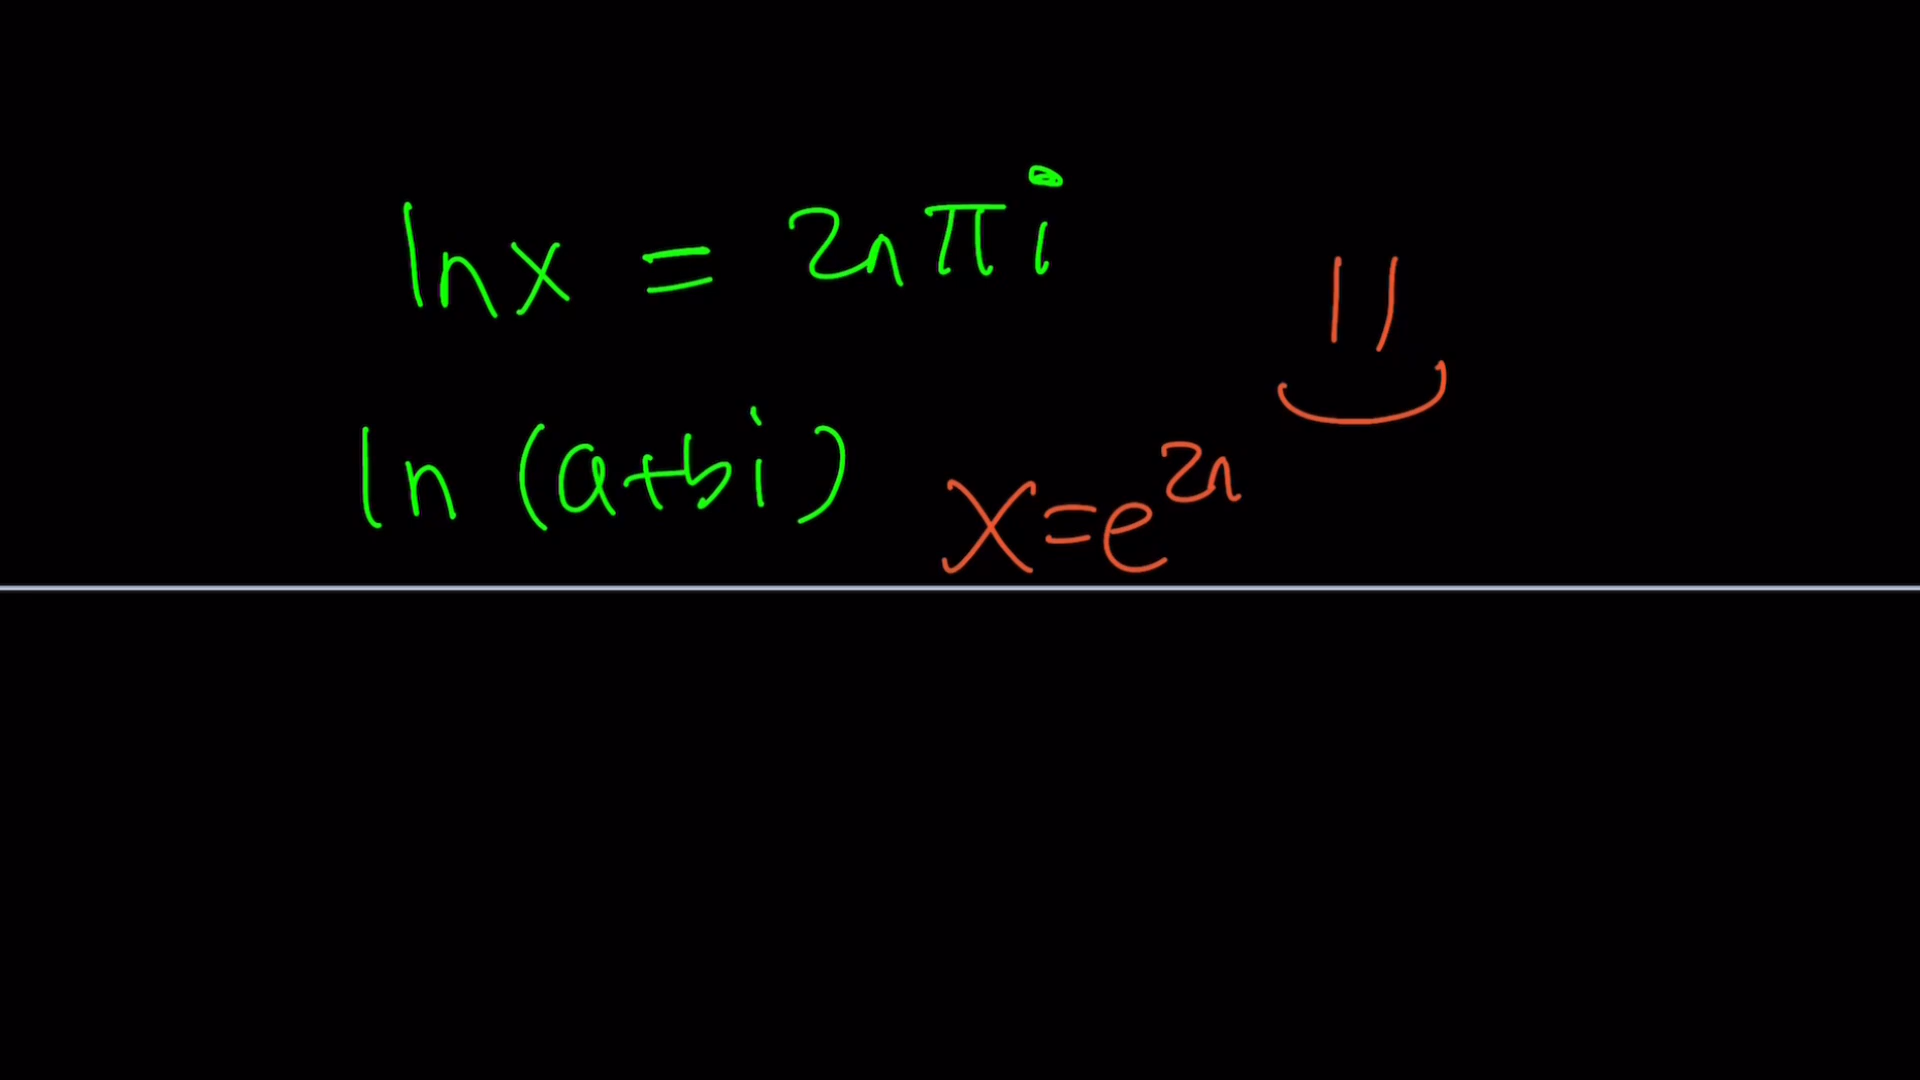 ln x = 2nπi
ln (a+bi)
x=e^2n